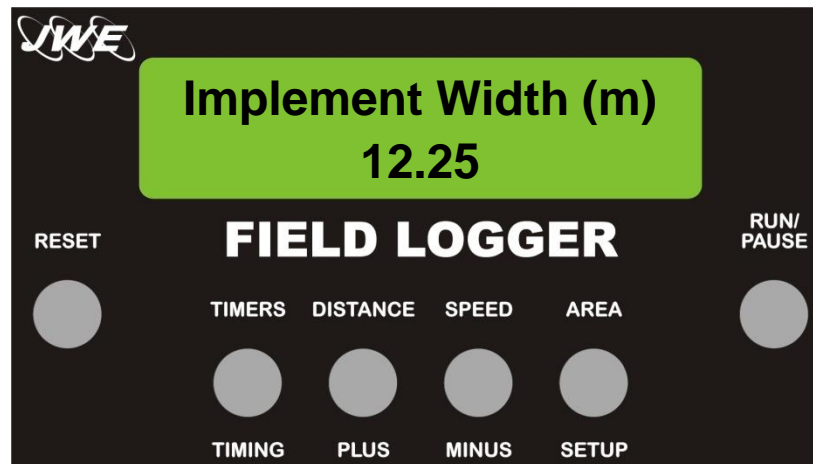 JWE
Implement Width (m)
12.25
FIELD LOGGER
RESET
RUN/
PAUSE
TIMERS DISTANCE SPEED AREA
TIMING PLUS MINUS SETUP